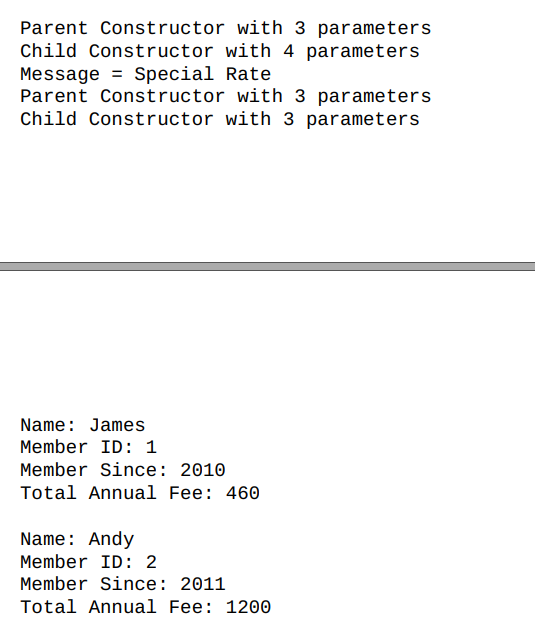 Parent Constructor with 3 parameters
Child Constructor with 4 parameters
Message = Special Rate
Parent Constructor with 3 parameters
Child Constructor with 3 parameters
Name: James
Member ID: 1
Member Since: 2010
Total Annual Fee: 460
Name: Andy
Member ID: 2
Member Since: 2011
Total Annual Fee: 1200